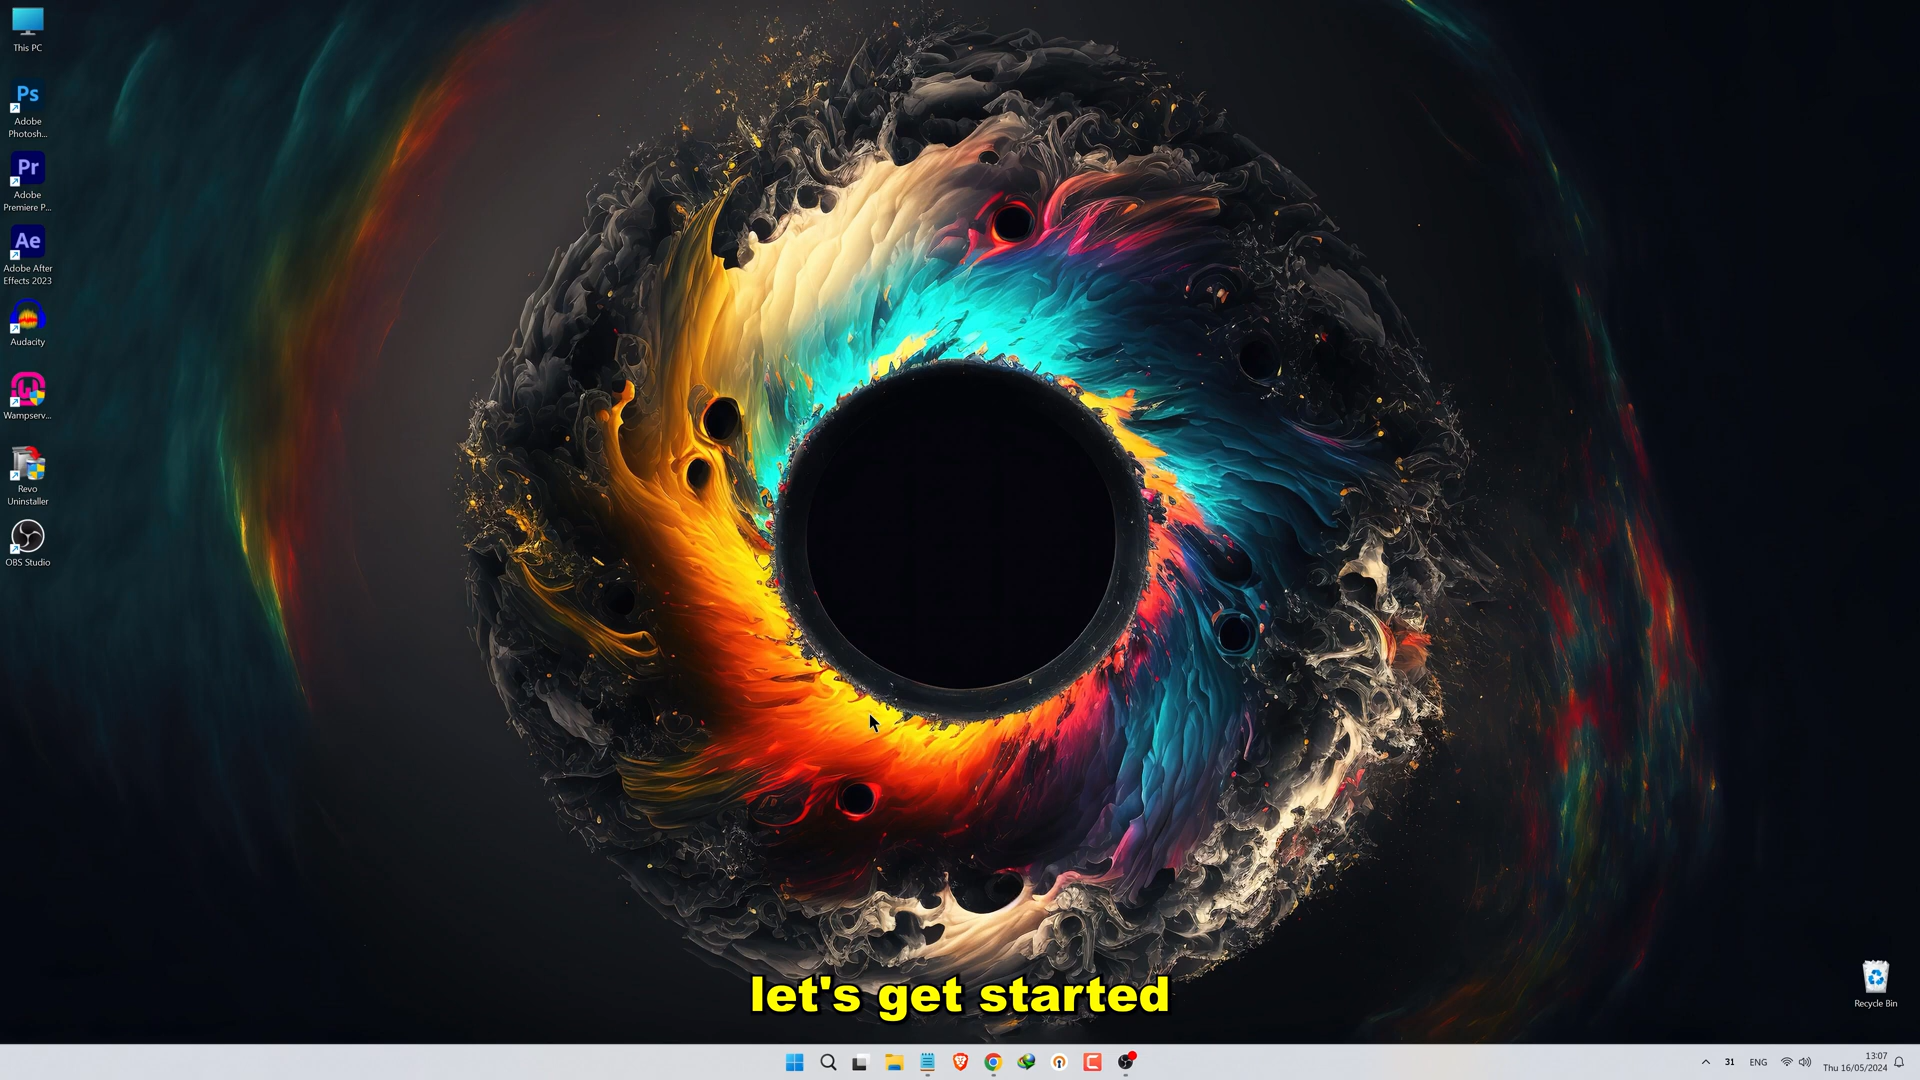 This PC
Ps
Adobe
Photosh...
Pr
Adobe
Premiere P...
Ae
Adobe After
Effects 2023
Audacity
Wampserv...
Revo
Uninstaller
OBS Studio
let's get started
Recycle Bin
31
ENG
13:07
Thu 16/05/2024